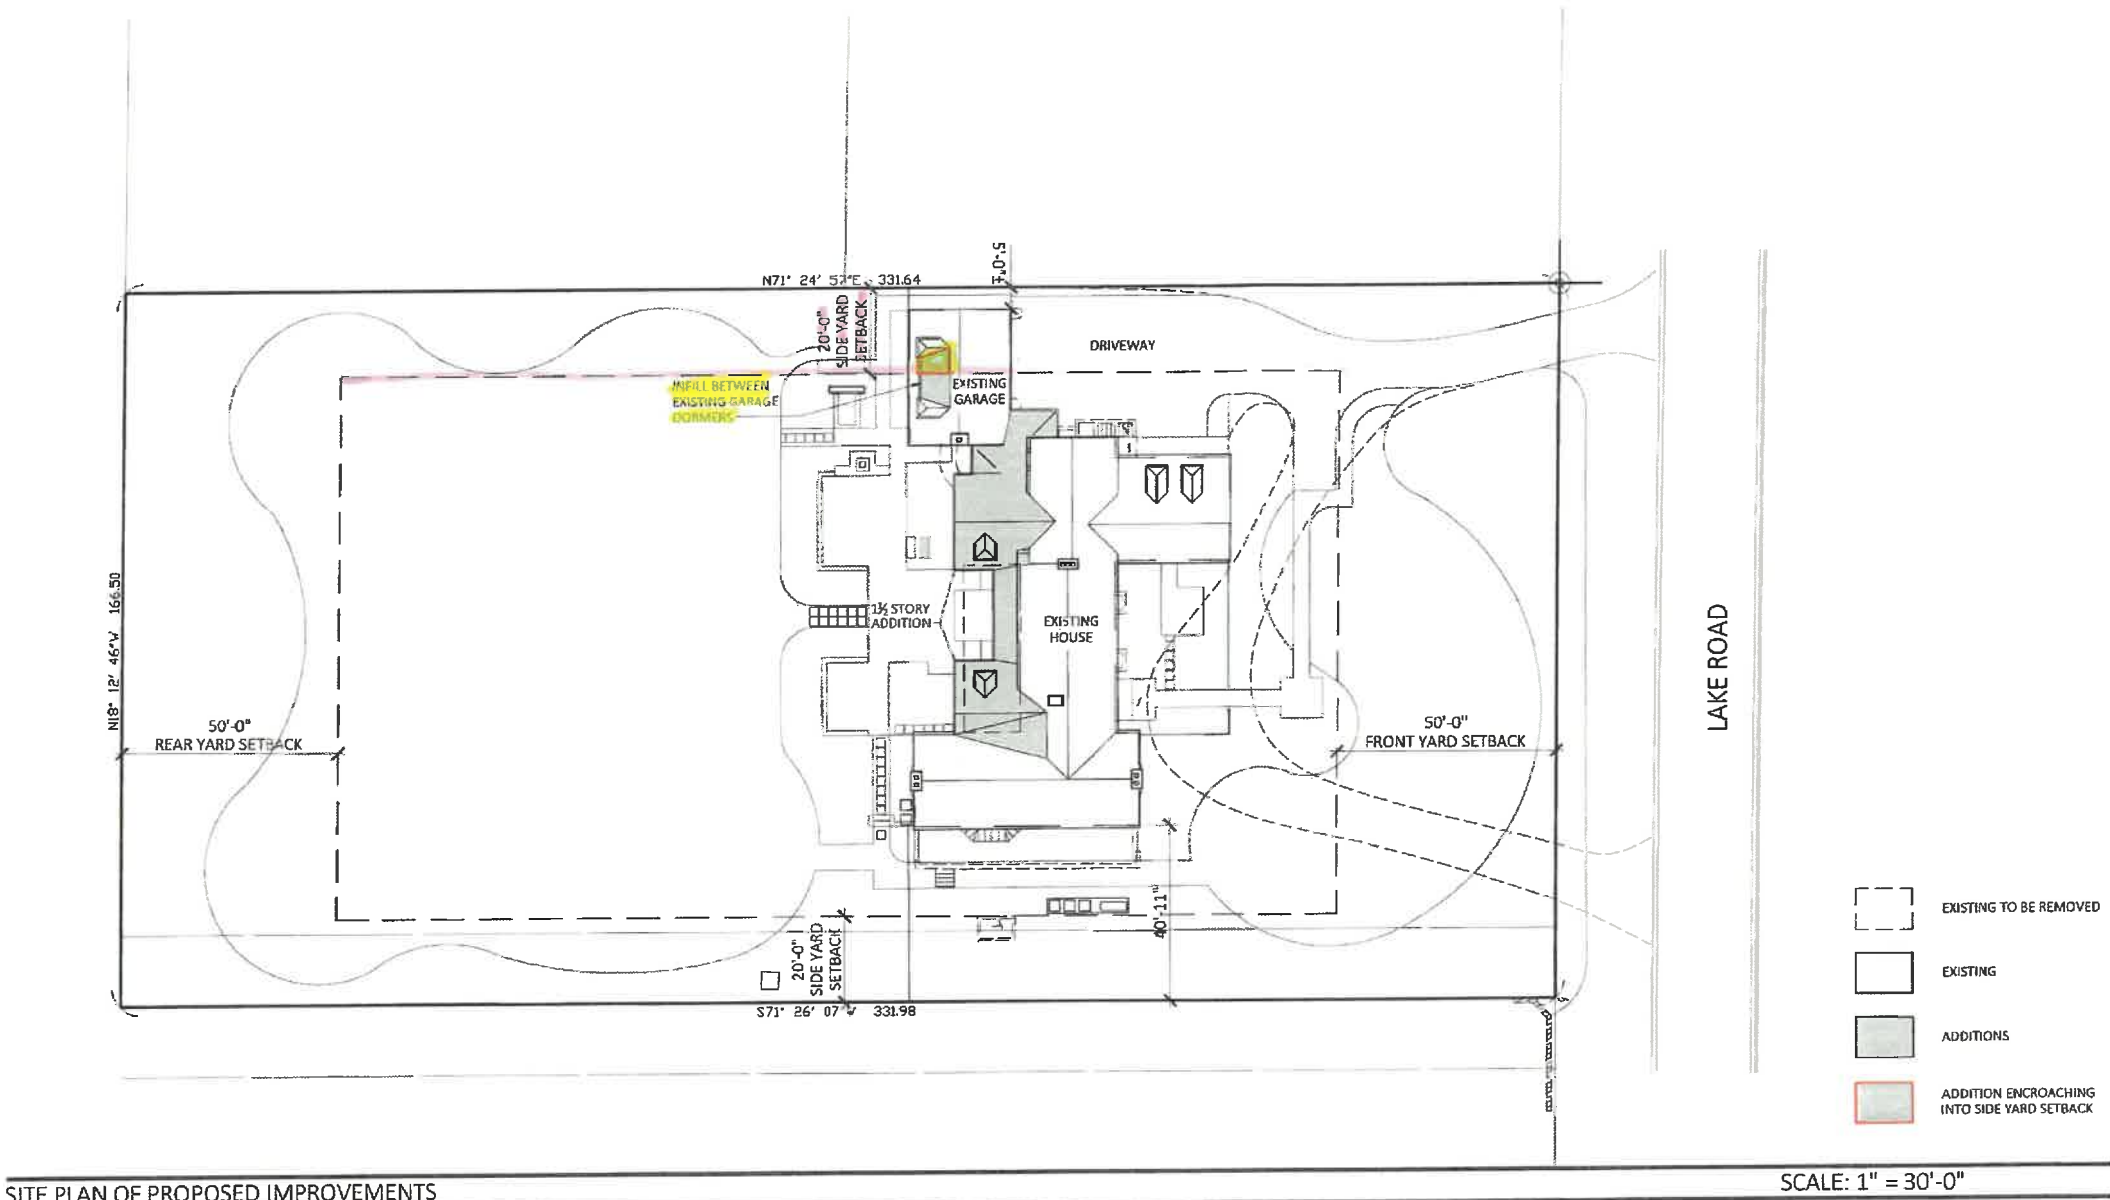 N71° 24' 57"E 331.64
5'-0"±
20'-0"
SIDE YARD
SETBACK
DRIVEWAY
INFILL BETWEEN
EXISTING GARAGE
DORMERS
EXISTING
GARAGE
N18° 12' 46"W 166.50
1½ STORY
ADDITION
EXISTING
HOUSE
LAKE ROAD
50'-0"
REAR YARD SETBACK
50'-0"
FRONT YARD SETBACK
40'-11"
20'-0"
SIDE YARD
SETBACK
S71° 26' 07"W 331.98
EXISTING TO BE REMOVED
EXISTING
ADDITIONS
ADDITION ENCROACHING
INTO SIDE YARD SETBACK
SITE PLAN OF PROPOSED IMPROVEMENTS
SCALE: 1" = 30'-0"